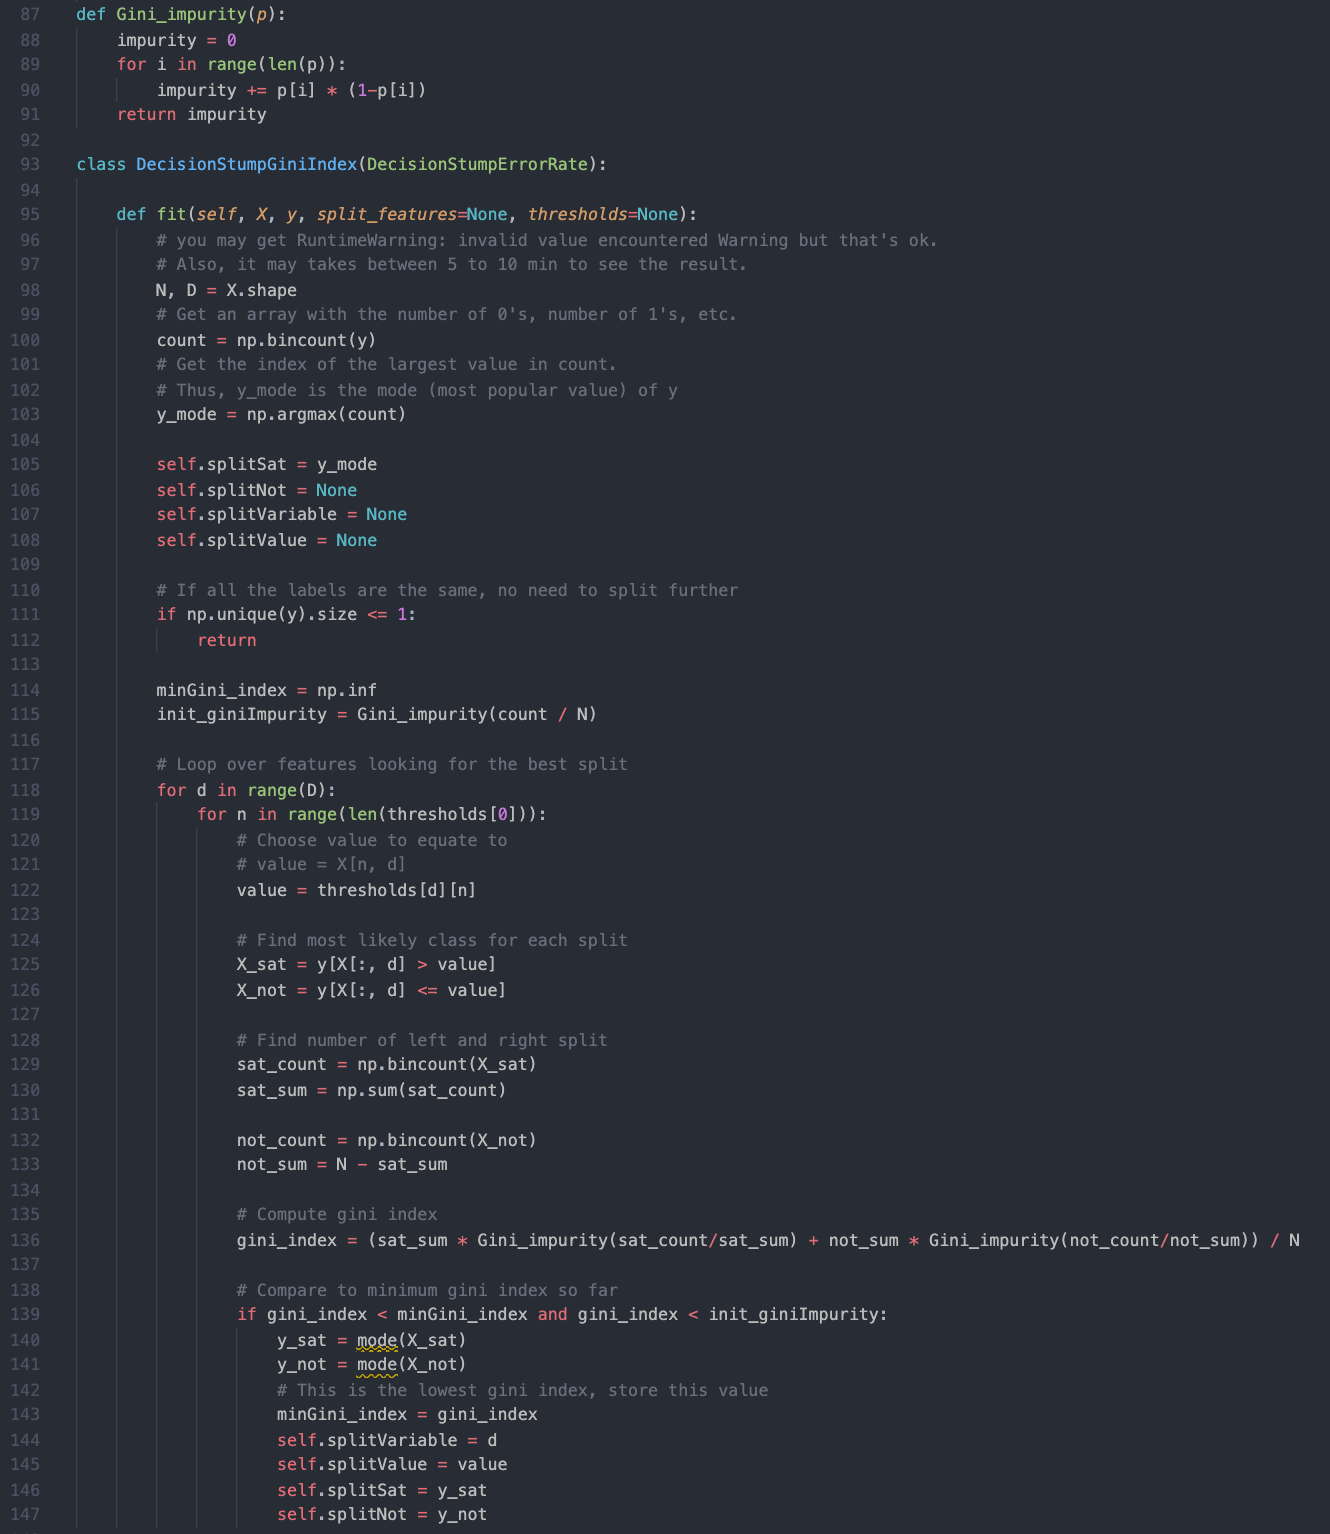 87 def Gini_impurity(p):
88     impurity = 0
89     for i in range(len(p)):
90         impurity += p[i] * (1-p[i])
91     return impurity
92
93 class DecisionStumpGiniIndex(DecisionStumpErrorRate):
94
95     def fit(self, X, y, split_features=None, thresholds=None):
96         # you may get RuntimeWarning: invalid value encountered Warning but that's ok.
97         # Also, it may takes between 5 to 10 min to see the result.
98         N, D = X.shape
99         # Get an array with the number of 0's, number of 1's, etc.
100         count = np.bincount(y)
101         # Get the index of the largest value in count.
102         # Thus, y_mode is the mode (most popular value) of y
103         y_mode = np.argmax(count)
104
105         self.splitSat = y_mode
106         self.splitNot = None
107         self.splitVariable = None
108         self.splitValue = None
109
110         # If all the labels are the same, no need to split further
111         if np.unique(y).size <= 1:
112             return
113
114         minGini_index = np.inf
115         init_giniImpurity = Gini_impurity(count / N)
116
117         # Loop over features looking for the best split
118         for d in range(D):
119             for n in range(len(thresholds[0])):
120                 # Choose value to equate to
121                 # value = X[n, d]
122                 value = thresholds[d][n]
123
124                 # Find most likely class for each split
125                 X_sat = y[X[:, d] > value]
126                 X_not = y[X[:, d] <= value]
127
128                 # Find number of left and right split
129                 sat_count = np.bincount(X_sat)
130                 sat_sum = np.sum(sat_count)
131
132                 not_count = np.bincount(X_not)
133                 not_sum = N - sat_sum
134
135                 # Compute gini index
136                 gini_index = (sat_sum * Gini_impurity(sat_count/sat_sum) + not_sum * Gini_impurity(not_count/not_sum)) / N
137
138                 # Compare to minimum gini index so far
139                 if gini_index < minGini_index and gini_index < init_giniImpurity:
140                     y_sat = mode(X_sat)
141                     y_not = mode(X_not)
142                     # This is the lowest gini index, store this value
143                     minGini_index = gini_index
144                     self.splitVariable = d
145                     self.splitValue = value
146                     self.splitSat = y_sat
147                     self.splitNot = y_not